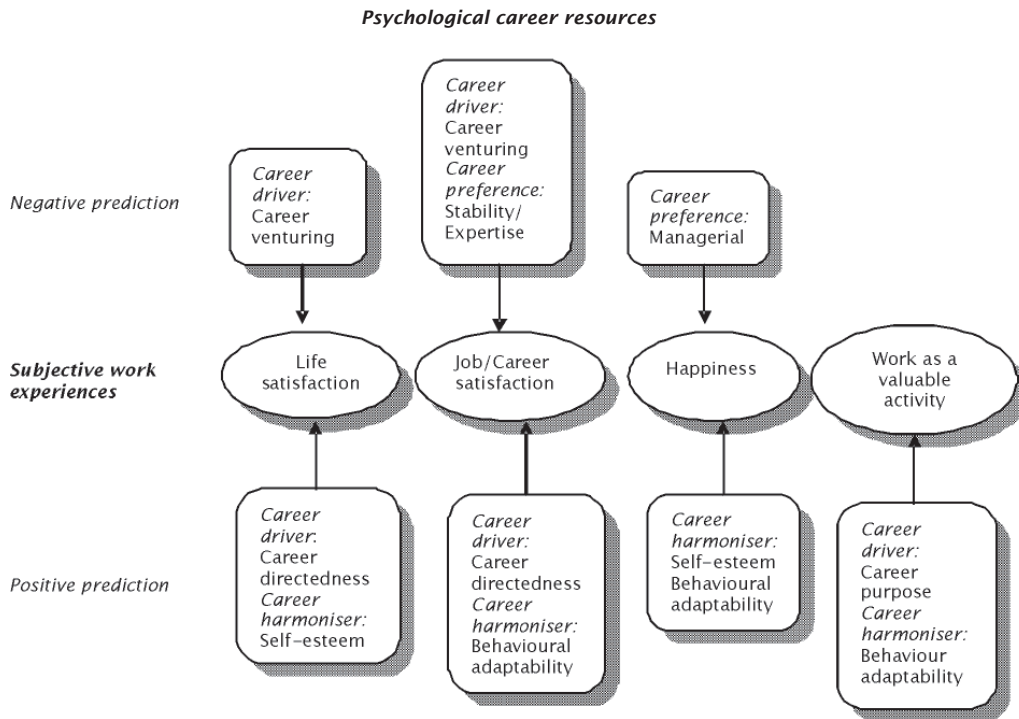 Psychological career resources
Career
driver:
Career
venturing
Career
preference:
Stability/
Expertise
Negative prediction
Career
driver:
Career
venturing
Career
preference:
Managerial
Subjective work
experiences
Life
satisfaction
Job/Career
satisfaction
Happiness
Work as a
valuable
activity
Positive prediction
Career
driver:
Career
directedness
Career
harmoniser:
Self-esteem
Career
driver:
Career
directedness
Career
harmoniser:
Behavioural
adaptability
Career
harmoniser:
Self-esteem
Behavioural
adaptability
Career
driver:
Career
purpose
Career
harmoniser:
Behaviour
adaptability